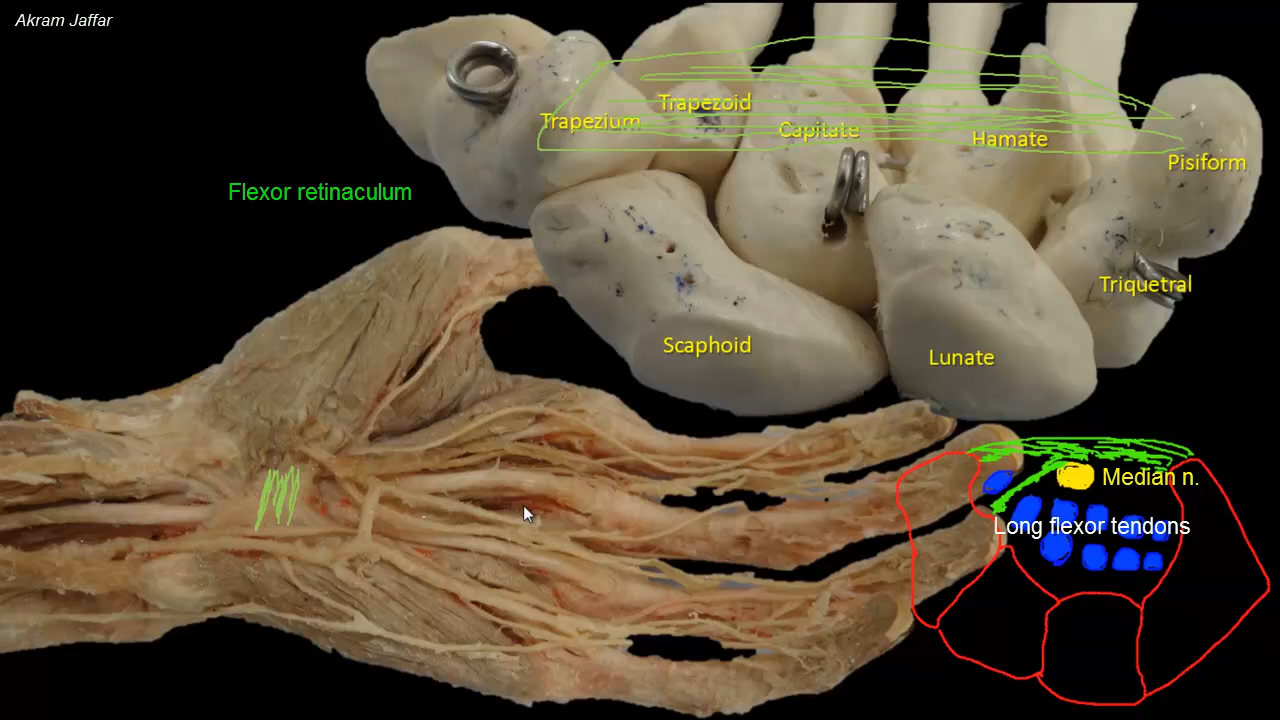 Akram Jaffar
Trapezoid
Trapezium
Capitate
Hamate
Pisiform
Flexor retinaculum
Triquetral
Scaphoid
Lunate
Median n.
Long flexor tendons